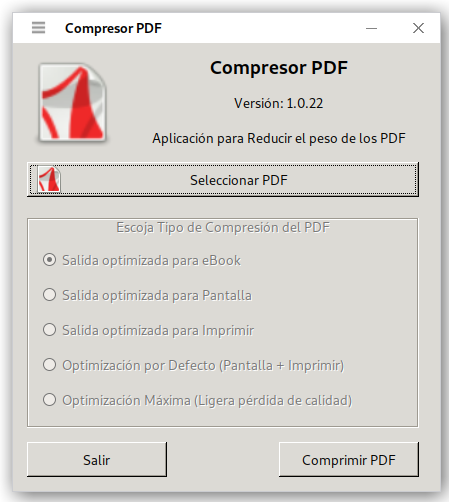 Compresor PDF
Compresor PDF
Versión: 1.0.22
Aplicación para Reducir el peso de los PDF
Seleccionar PDF
Escoja Tipo de Compresión del PDF
Salida optimizada para eBook
Salida optimizada para Pantalla
Salida optimizada para Imprimir
Optimización por Defecto (Pantalla + Imprimir)
Optimización Máxima (Ligera pérdida de calidad)
Salir
Comprimir PDF